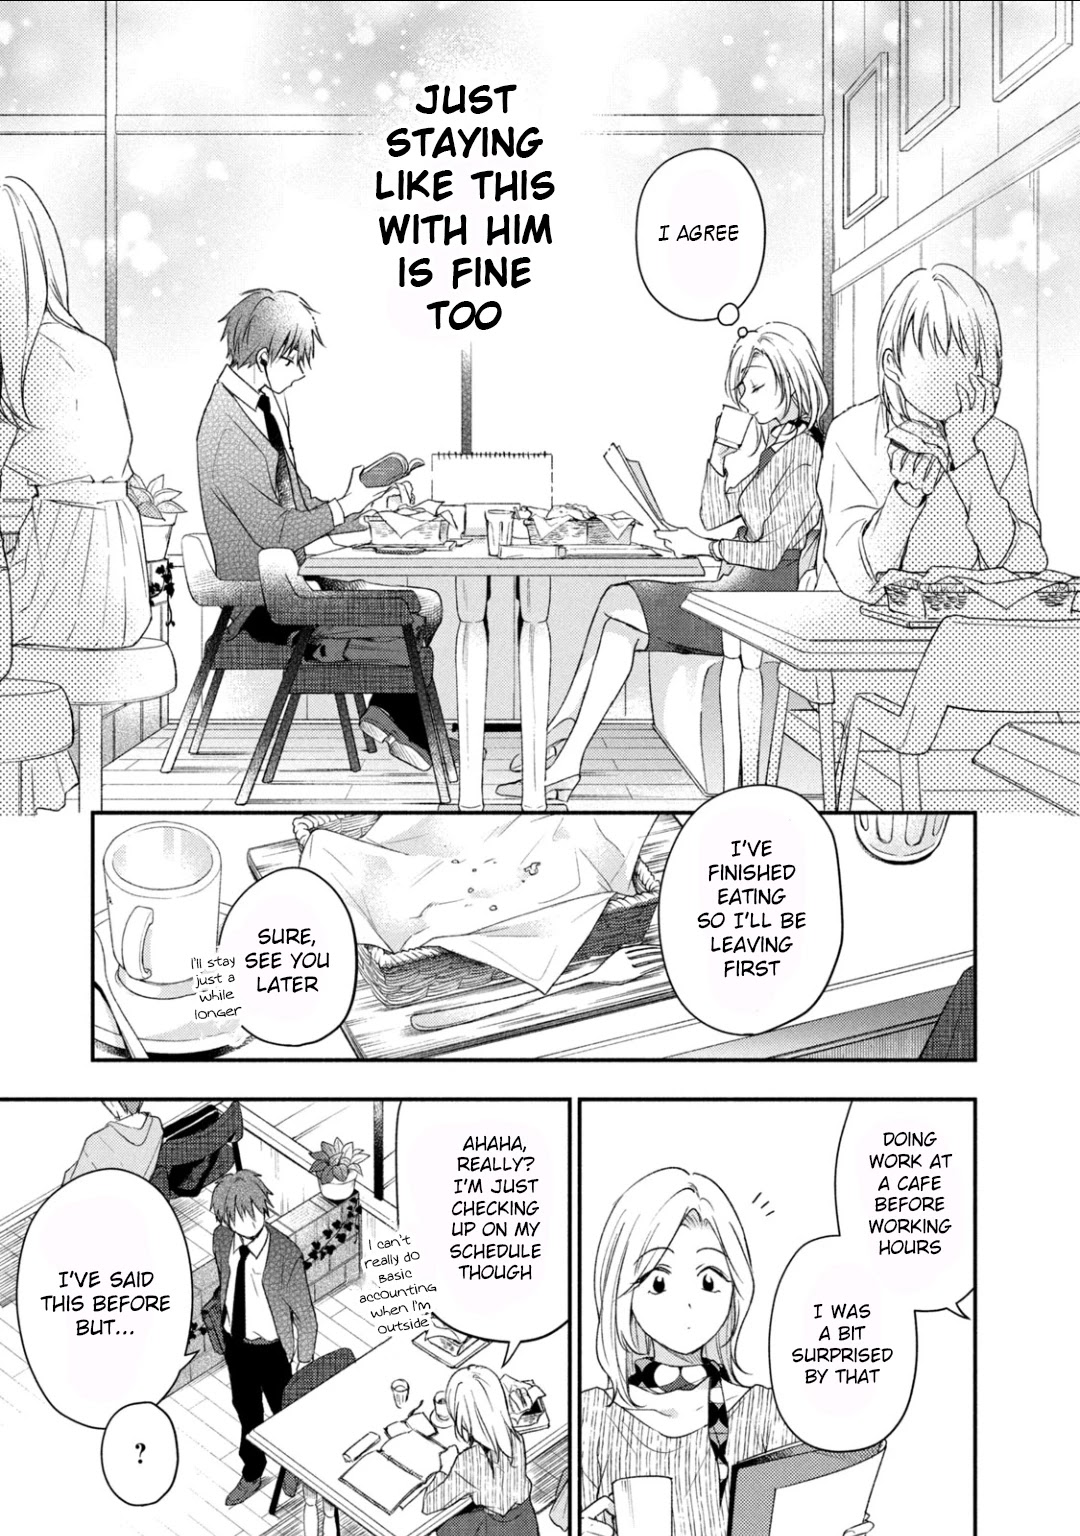 I AGREE
JUST
STAYING
LIKE THIS
WITH HIM
IS FINE
TOO
I'VE
FINISHED
EATING
SO I'LL BE
LEAVING
FIRST
SURE,
SEE YOU
LATER
I'll stay
just a
while
longer
DOING
WORK AT
A CAFE
BEFORE
WORKING
HOURS
I WAS
A BIT
SURPRISED
BY THAT
AHAHA,
REALLY?
I'M JUST
CHECKING
UP ON MY
SCHEDULE
THOUGH
I can't
really do
basic
accounting
when I'm
outside
I'VE SAID
THIS BEFORE
BUT...
?